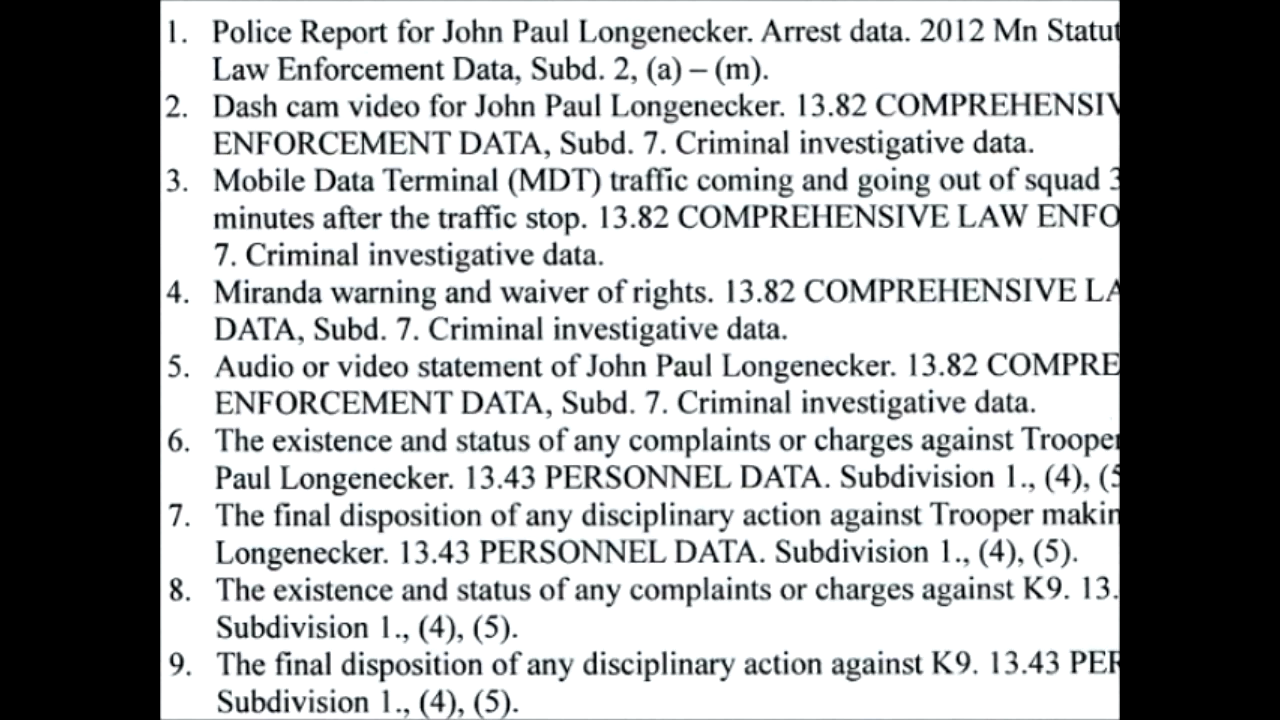 1. Police Report for John Paul Longenecker. Arrest data. 2012 Mn Statut
Law Enforcement Data, Subd. 2, (a) – (m).
2. Dash cam video for John Paul Longenecker. 13.82 COMPREHENSIV
ENFORCEMENT DATA, Subd. 7. Criminal investigative data.
3. Mobile Data Terminal (MDT) traffic coming and going out of squad 3
minutes after the traffic stop. 13.82 COMPREHENSIVE LAW ENFO
7. Criminal investigative data.
4. Miranda warning and waiver of rights. 13.82 COMPREHENSIVE LA
DATA, Subd. 7. Criminal investigative data.
5. Audio or video statement of John Paul Longenecker. 13.82 COMPRE
ENFORCEMENT DATA, Subd. 7. Criminal investigative data.
6. The existence and status of any complaints or charges against Trooper
Paul Longenecker. 13.43 PERSONNEL DATA. Subdivision 1., (4), (5
7. The final disposition of any disciplinary action against Trooper makin
Longenecker. 13.43 PERSONNEL DATA. Subdivision 1., (4), (5).
8. The existence and status of any complaints or charges against K9. 13.
Subdivision 1., (4), (5).
9. The final disposition of any disciplinary action against K9. 13.43 PER
Subdivision 1., (4), (5).